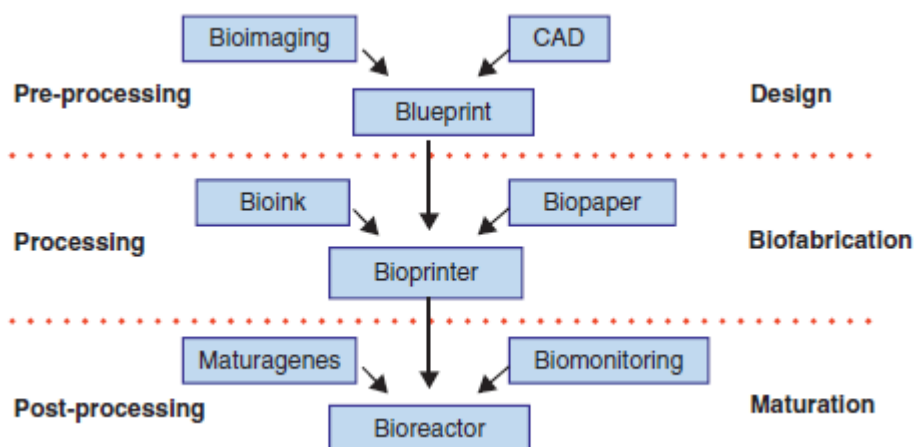 Bioimaging
CAD
Pre-processing
Blueprint
Design
Bioink
Biopaper
Processing
Bioprinter
Biofabrication
Maturagenes
Biomonitoring
Post-processing
Bioreactor
Maturation